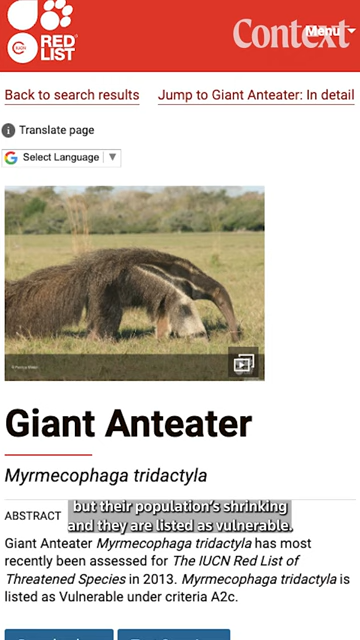 Context
Menu
IUCN
RED
LIST
Back to search results Jump to Giant Anteater: In detail
Translate page
Select Language
Giant Anteater
Myrmecophaga tridactyla
but their population's shrinking
and they are listed as vulnerable.
ABSTRACT
Giant Anteater Myrmecophaga tridactyla has most
recently been assessed for The IUCN Red List of
Threatened Species in 2013. Myrmecophaga tridactyla is
listed as Vulnerable under criteria A2c.